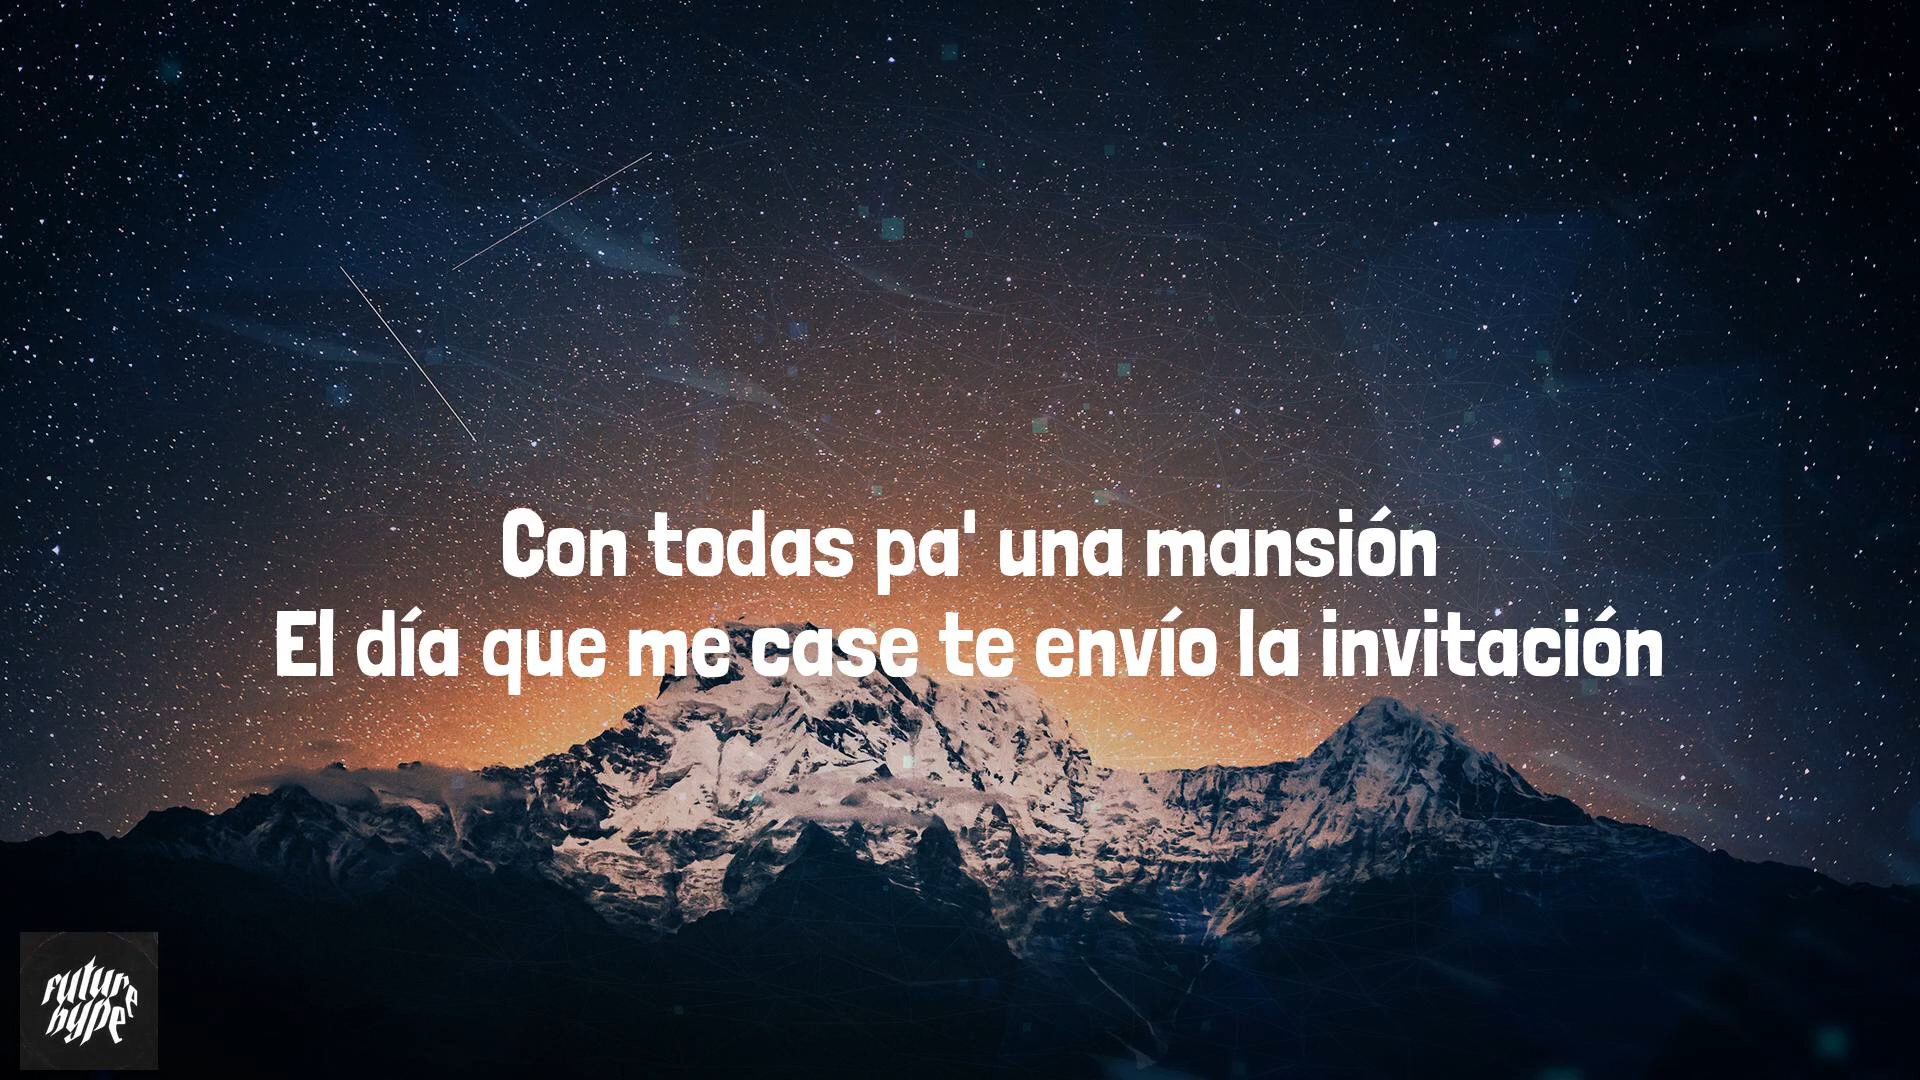 Con todas pa' una mansión
El día que me case te envío la invitación
future
hype